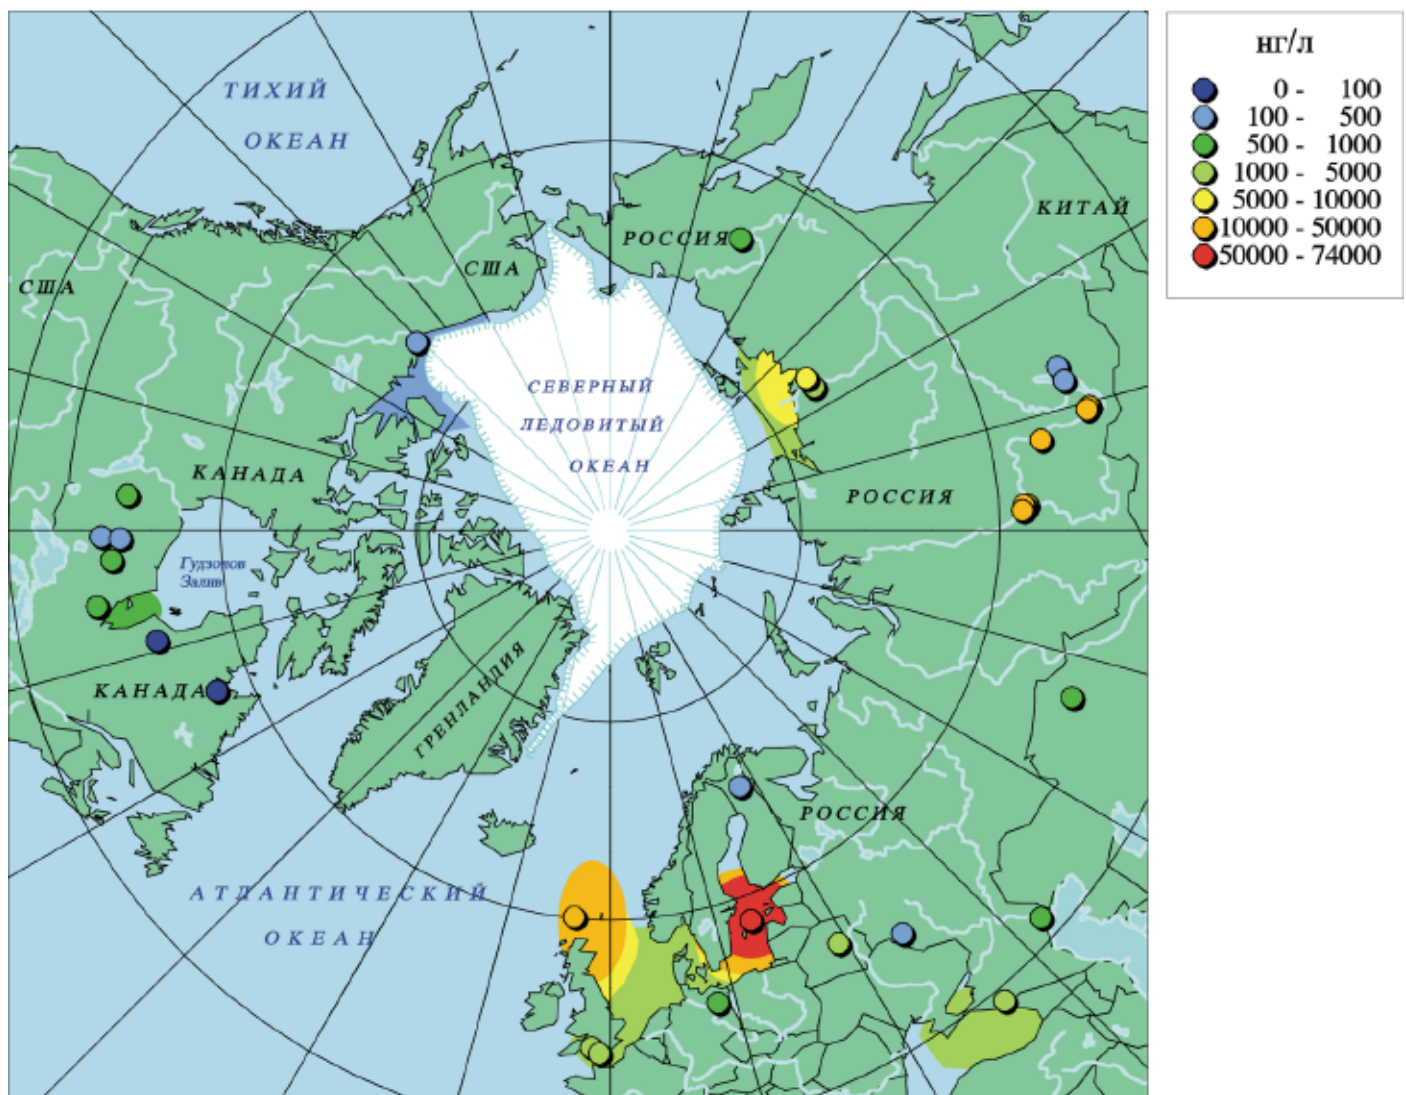 нг/л
0 - 100
100 - 500
500 - 1000
1000 - 5000
5000 - 10000
10000 - 50000
50000 - 74000
ТИХИЙ
ОКЕАН
КИТАЙ
РОССИЯ
США
США
СЕВЕРНЫЙ
ЛЕДОВИТЫЙ
ОКЕАН
КАНАДА
РОССИЯ
Гудзонов
Залив
КАНАДА
ГРЕНЛАНДИЯ
РОССИЯ
АТЛАНТИЧЕСКИЙ
ОКЕАН